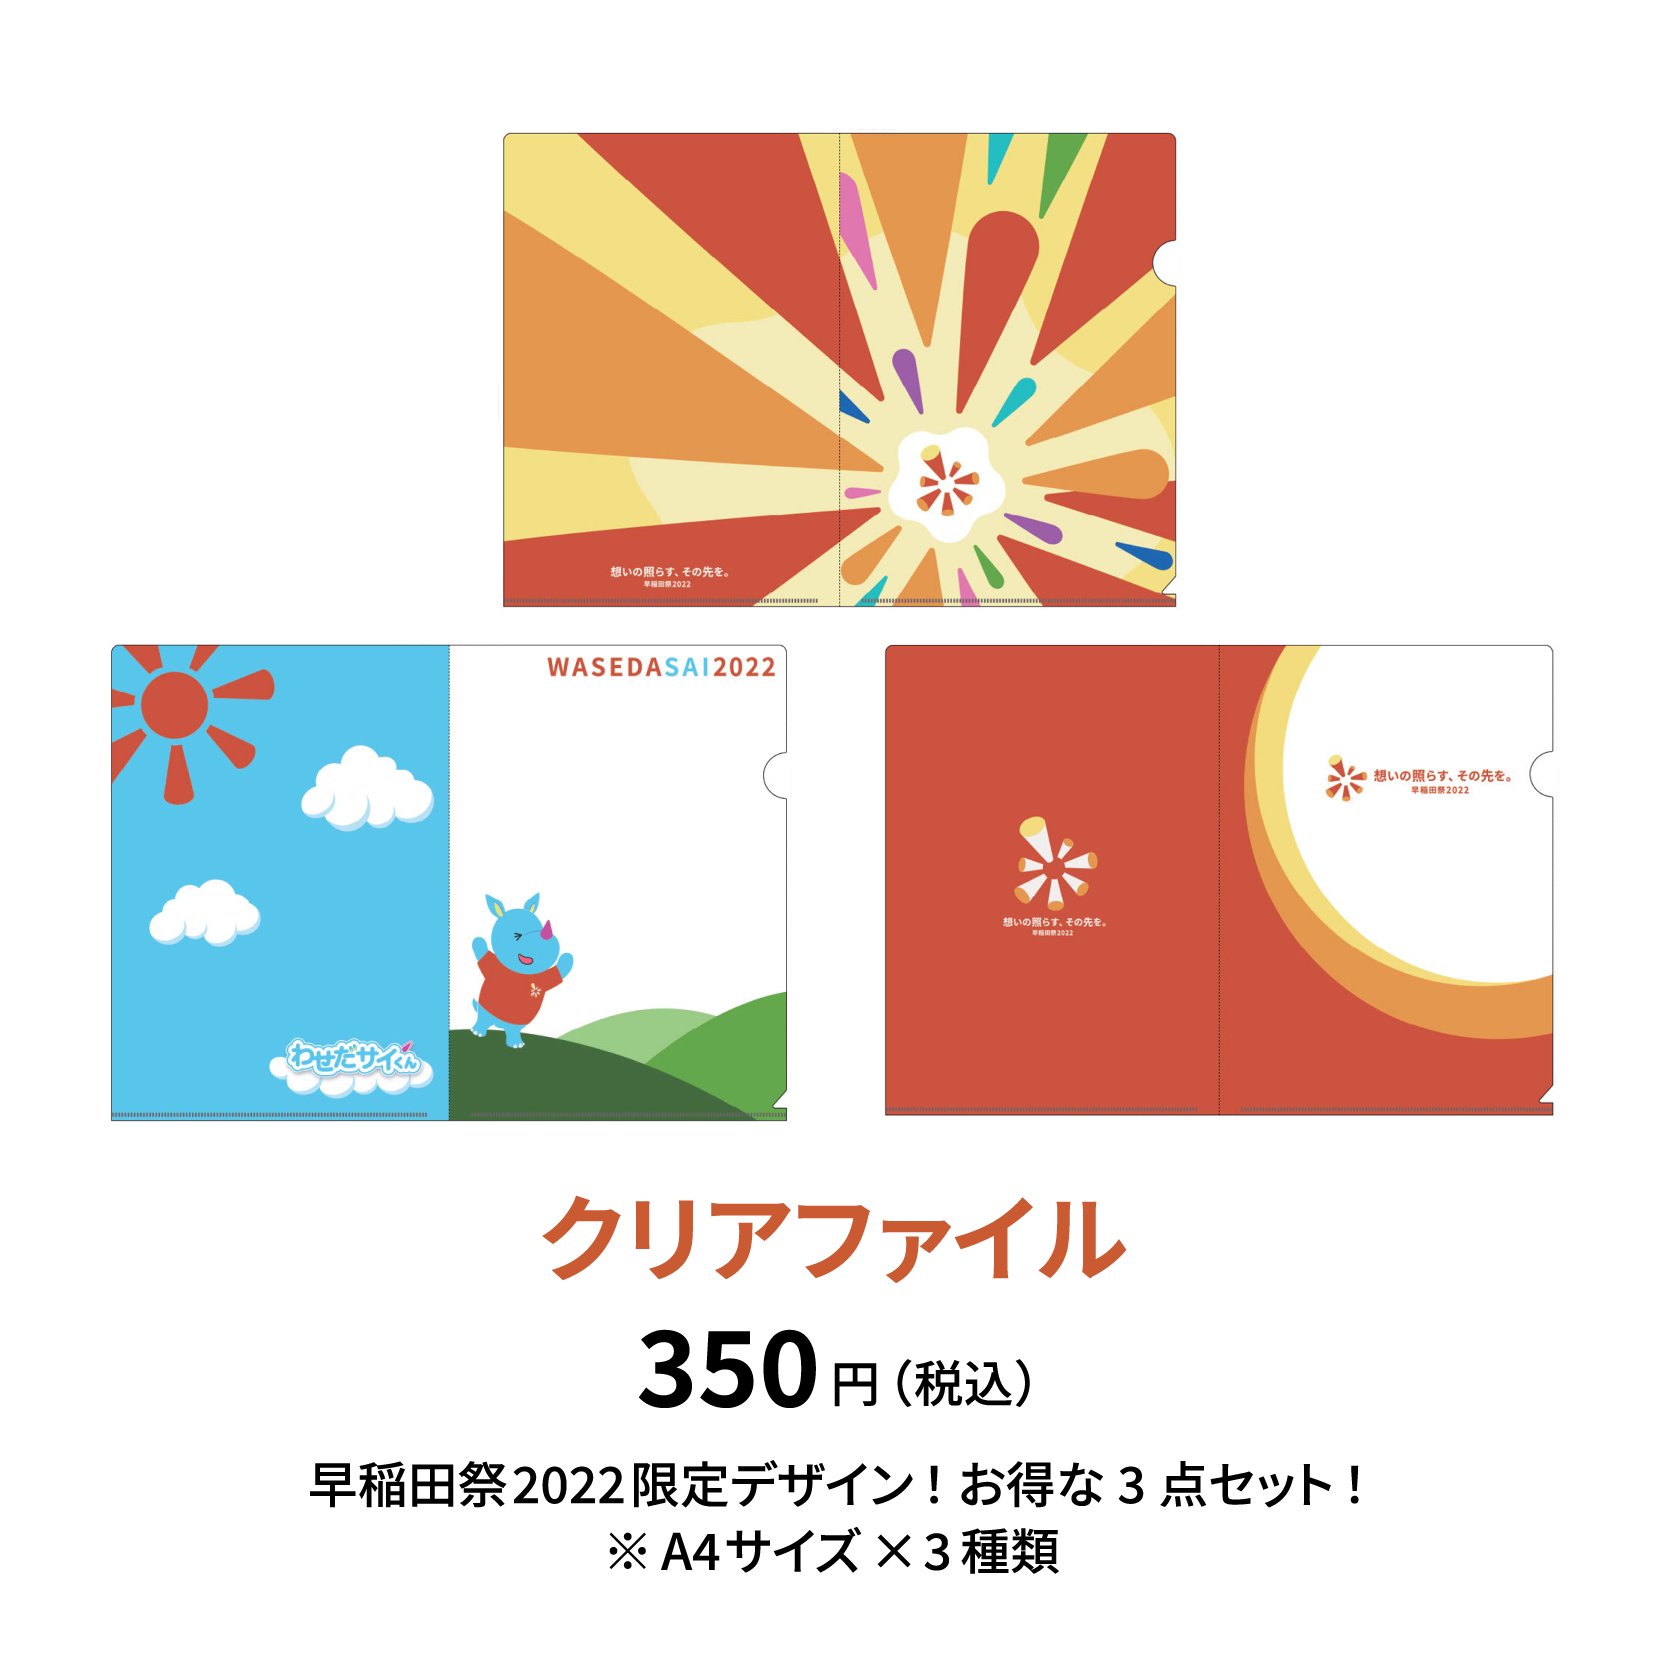 想いの照らす、その先を。
早稲田祭2022
WASEDASAI2022
わせだサイくん
想いの照らす、その先を。
早稲田祭2022
想いの照らす、その先を。
早稲田祭2022
クリアファイル
350円（税込）
早稲田祭2022限定デザイン！お得な3点セット！
※A4サイズ×3種類